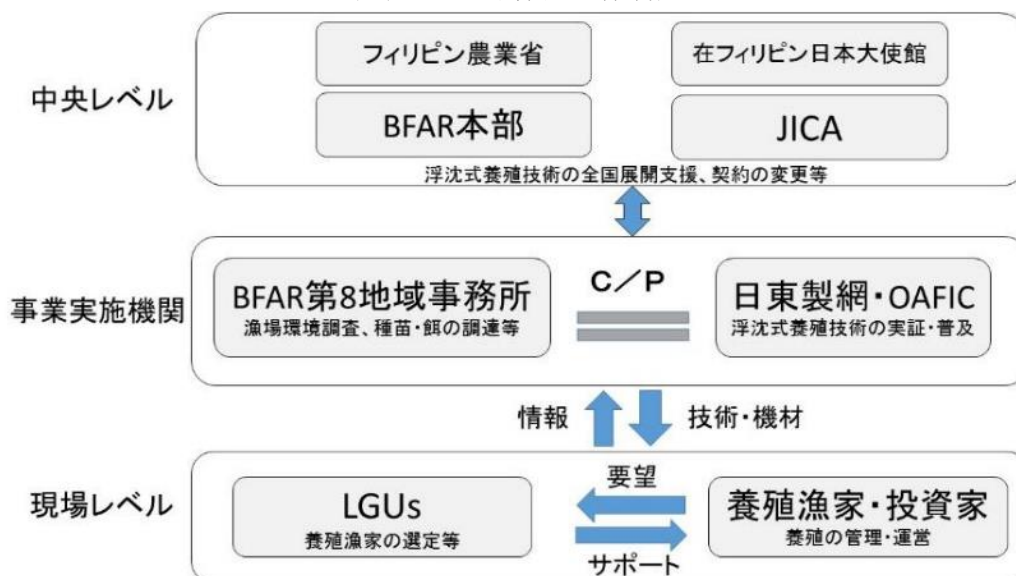 フィリピン農業省
在フィリピン日本大使館
中央レベル
BFAR本部
JICA
浮沈式養殖技術の全国展開支援、契約の変更等
事業実施機関
BFAR第8地域事務所
漁場環境調査、種苗・餌の調達等
C/P
日東製網・OAFIC
浮沈式養殖技術の実証・普及
情報
技術・機材
現場レベル
LGUs
養殖漁家の選定等
要望
サポート
養殖漁家・投資家
養殖の管理・運営